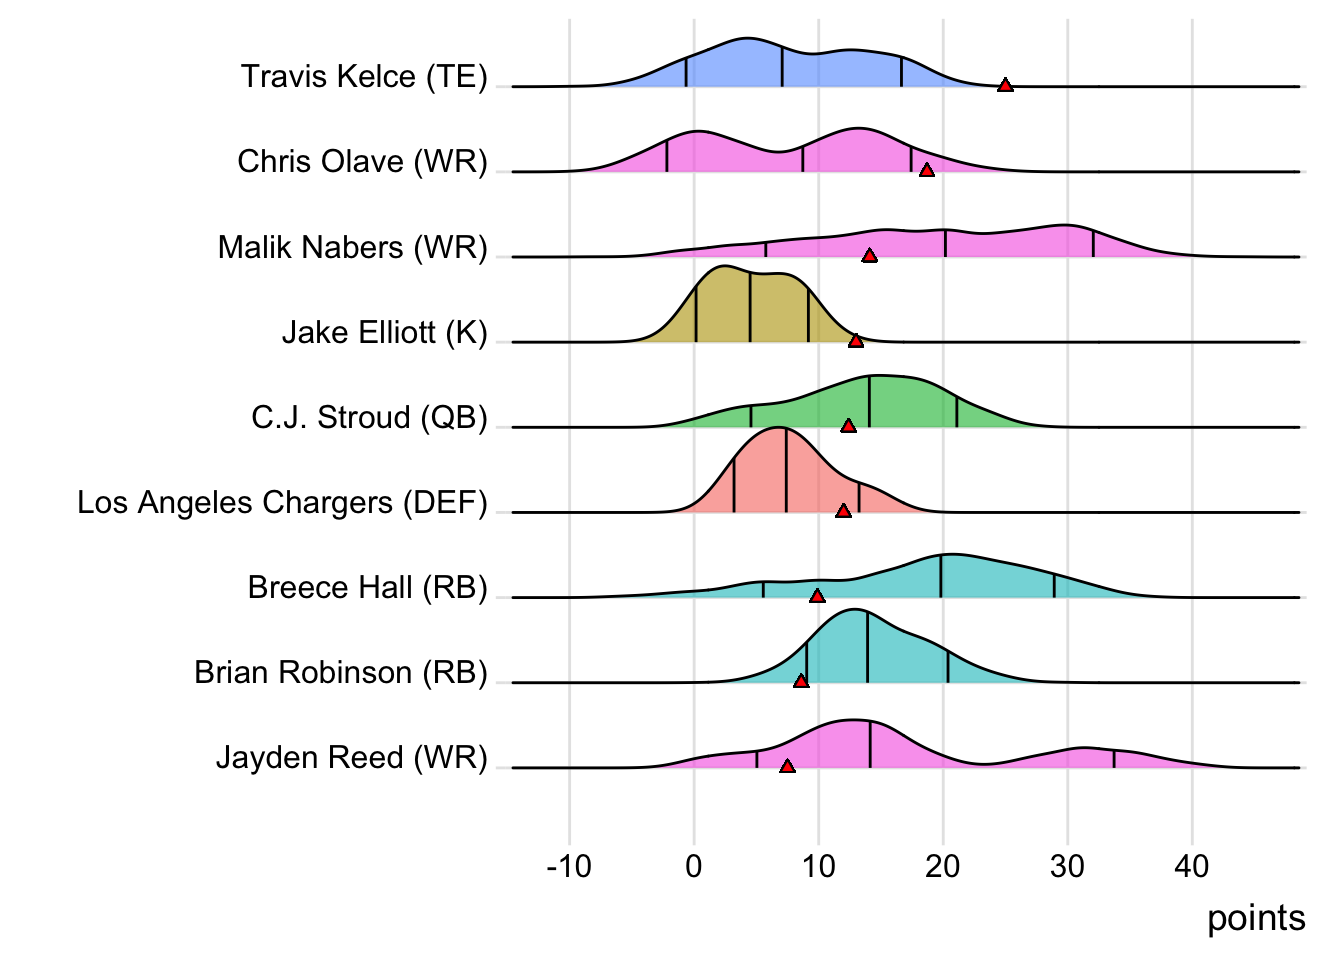 Travis Kelce (TE)
Chris Olave (WR)
Malik Nabers (WR)
Jake Elliott (K)
C.J. Stroud (QB)
Los Angeles Chargers (DEF)
Breece Hall (RB)
Brian Robinson (RB)
Jayden Reed (WR)
-10 0 10 20 30 40
points